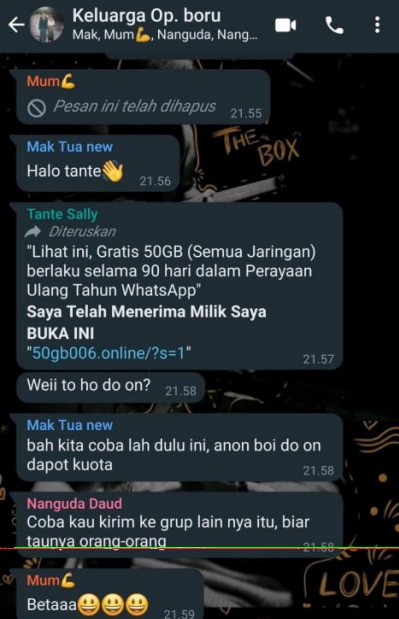 Keluarga Op. boru
Mak, Mum💪, Nanguda, Nang...
Mum💪
Pesan ini telah dihapus 21.55
THE BOX
Mak Tua new
Halo tante👋 21.56
Tante Sally
Diteruskan
"Lihat ini, Gratis 50GB (Semua Jaringan)
berlaku selama 90 hari dalam Perayaan
Ulang Tahun WhatsApp"
Saya Telah Menerima Milik Saya
BUKA INI
"50gb006.online/?s=1" 21.57
Weii to ho do on? 21.58
Mak Tua new
bah kita coba lah dulu ini, anon boi do on
dapot kuota 21.58
Nanguda Daud
Coba kau kirim ke grup lain nya itu, biar
taunya orang-orang 21.58
Mum💪
LOVE
Betaaa😃😃😃 21.59